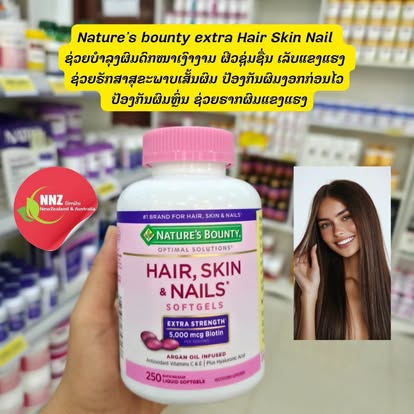 Nature's bounty extra Hair Skin Nail
ຊ່ວຍບຳລຸງຜົມດົກໜາເງົາງາມ ຜິວຊຸ່ມຊື່ນ ເລັບແຂງແຮງ
ຊ່ວຍຮັກສາສຸຂະພາບເສັ້ນຜົມ ປ້ອງກັນຜົມງອກກ່ອນໄວ
ປ້ອງກັນຜົມຫຼົ່ນ ຊ່ວຍຮາກຜົມແຂງແຮງ
NNZ
NewZealand & Australia
#1 BRAND FOR HAIR, SKIN & NAILS
NATURE'S BOUNTY
OPTIMAL SOLUTIONS
HAIR, SKIN
& NAILS
SOFTGELS
EXTRA STRENGTH
5,000 mcg Biotin
PER SERVING
ARGAN OIL INFUSED
Antioxidant Vitamins C & E | Plus Hyaluronic Acid
250 LIQUID SOFTGELS